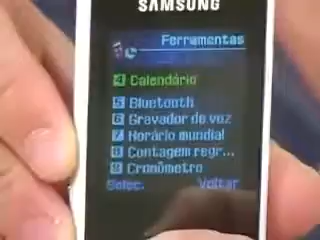 SAMSUNG
Ferramentas
4 Calendário
5 Bluetooth
6 Gravador de voz
7 Horário mundial
8 Contagem regr...
9 Cronômetro
Selec. Voltar